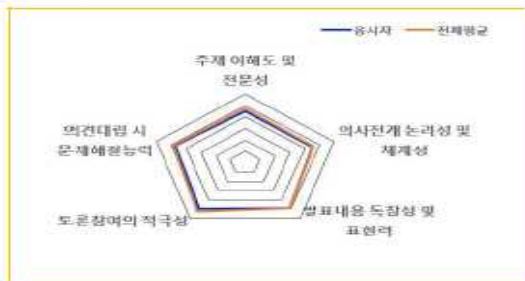 응시자 전체평균
주제 이해도 및
전문성
의사전개 논리성 및
체계성
발표내용 독창성 및
표현력
토론참여의 적극성
의견대립 시
문제해결능력